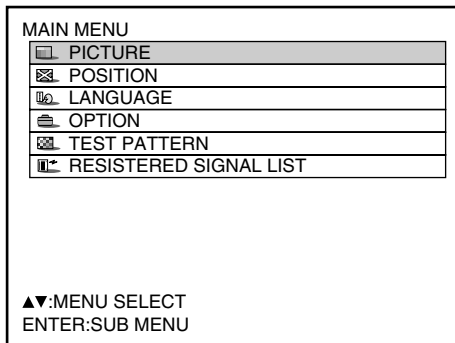 MAIN MENU
PICTURE
POSITION
LANGUAGE
OPTION
TEST PATTERN
RESISTERED SIGNAL LIST
▲▼:MENU SELECT
ENTER:SUB MENU